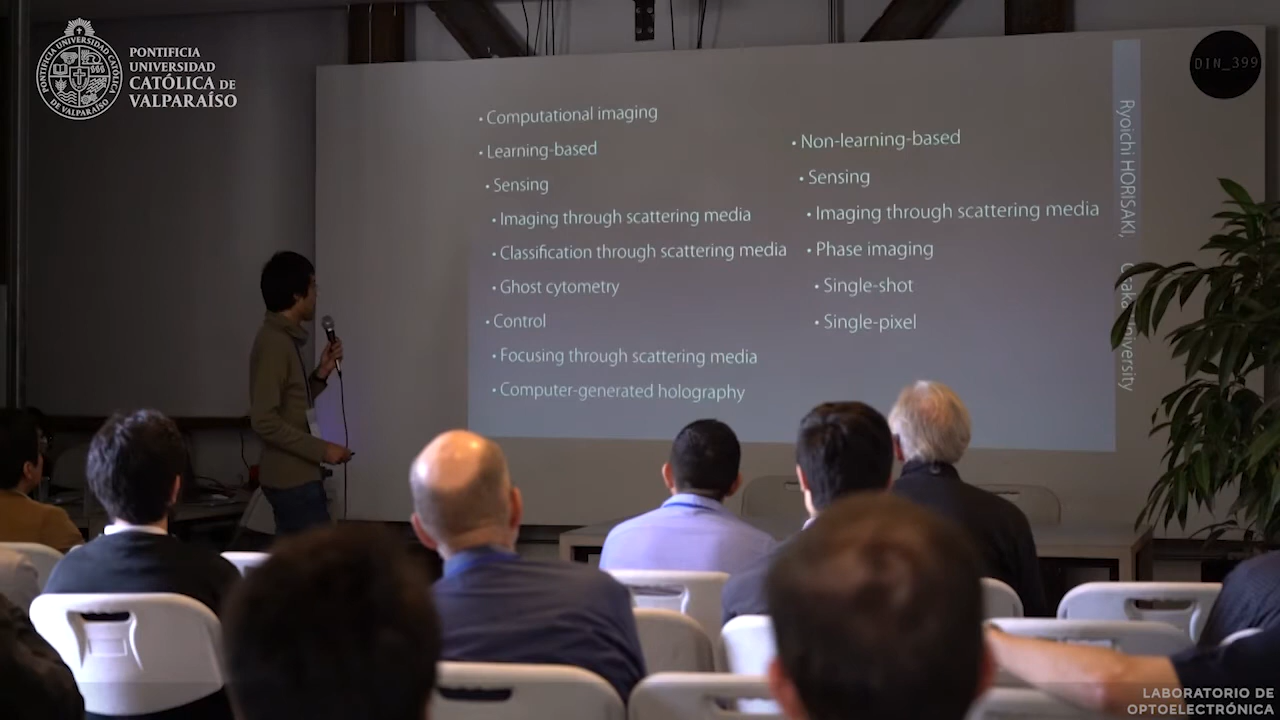 PONTIFICIA
UNIVERSIDAD
CATÓLICA DE
VALPARAÍSO
DIN_399
• Computational imaging
• Learning-based
• Sensing
• Imaging through scattering media
• Classification through scattering media
• Ghost cytometry
• Control
• Focusing through scattering media
• Computer-generated holography
• Non-learning-based
• Sensing
• Imaging through scattering media
• Phase imaging
• Single-shot
• Single-pixel
Ryoichi HORISAKI, Osaka University
LABORATORIO DE
OPTOELECTRÓNICA